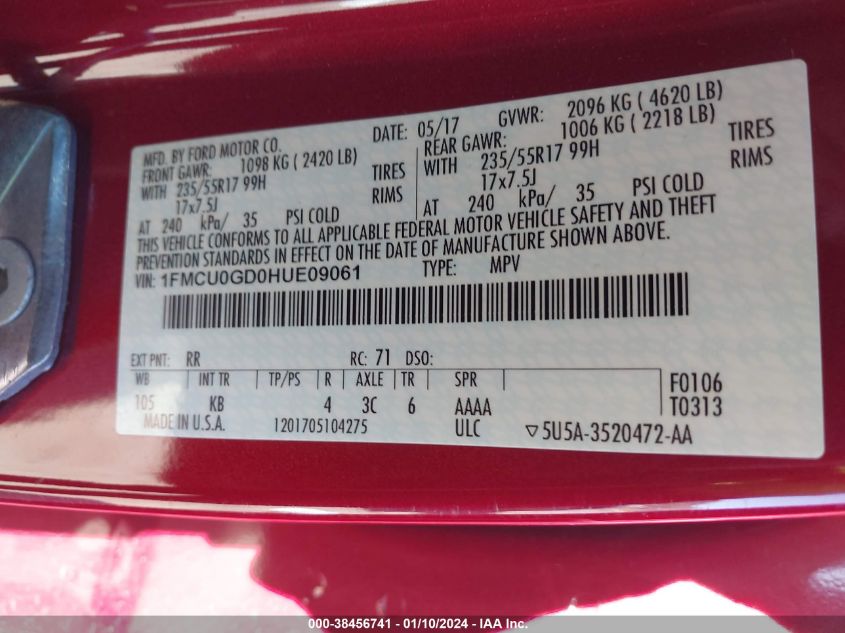 MFD. BY FORD MOTOR CO. DATE: 05/17 GVWR: 2096 KG ( 4620 LB)
FRONT GAWR: 1098 KG ( 2420 LB) REAR GAWR: 1006 KG ( 2218 LB)
WITH 235/55R17 99H TIRES WITH 235/55R17 99H TIRES
17x7.5J RIMS 17x7.5J RIMS
AT 240 kPa/ 35 PSI COLD AT 240 kPa/ 35 PSI COLD
THIS VEHICLE CONFORMS TO ALL APPLICABLE FEDERAL MOTOR VEHICLE SAFETY AND THEFT
PREVENTION STANDARDS IN EFFECT ON THE DATE OF MANUFACTURE SHOWN ABOVE.
VIN: 1FMCU0GD0HUE09061 TYPE: MPV
EXT PNT: RR RC: 71 DSO:
WB INT TR TP/PS R AXLE TR SPR F0106
105 KB 4 3C 6 AAAA T0313
MADE IN U.S.A. 1201705104275 ULC ▽5U5A-3520472-AA
000-38456741 - 01/10/2024 - IAA Inc.